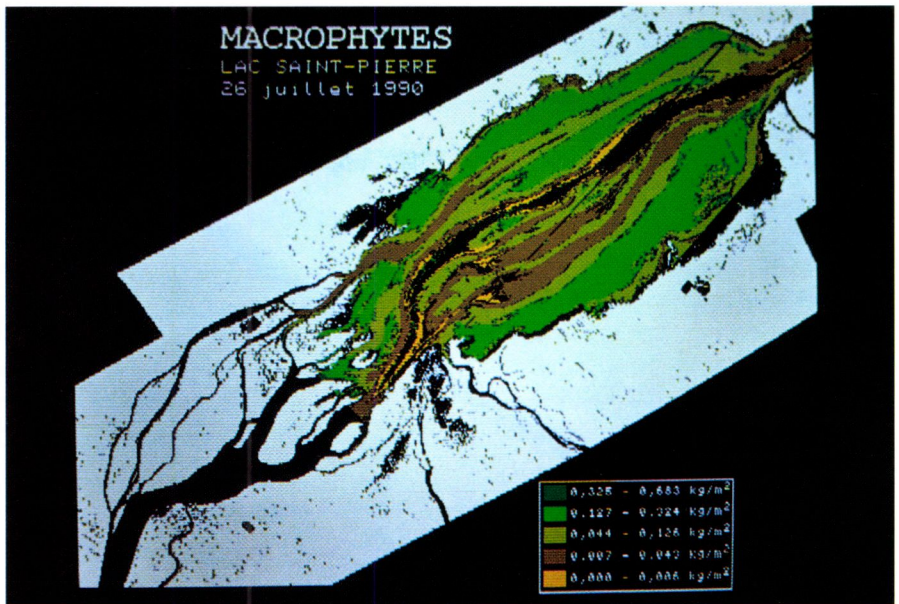 MACROPHYTES
LAC SAINT-PIERRE
26 juillet 1990
0,325 - 0,683 kg/m²
0.127 - 0.324 kg/m²
0,044 - 0,126 kg/m²
0.007 - 0.043 kg/m²
0,000 - 0,006 kg/m²